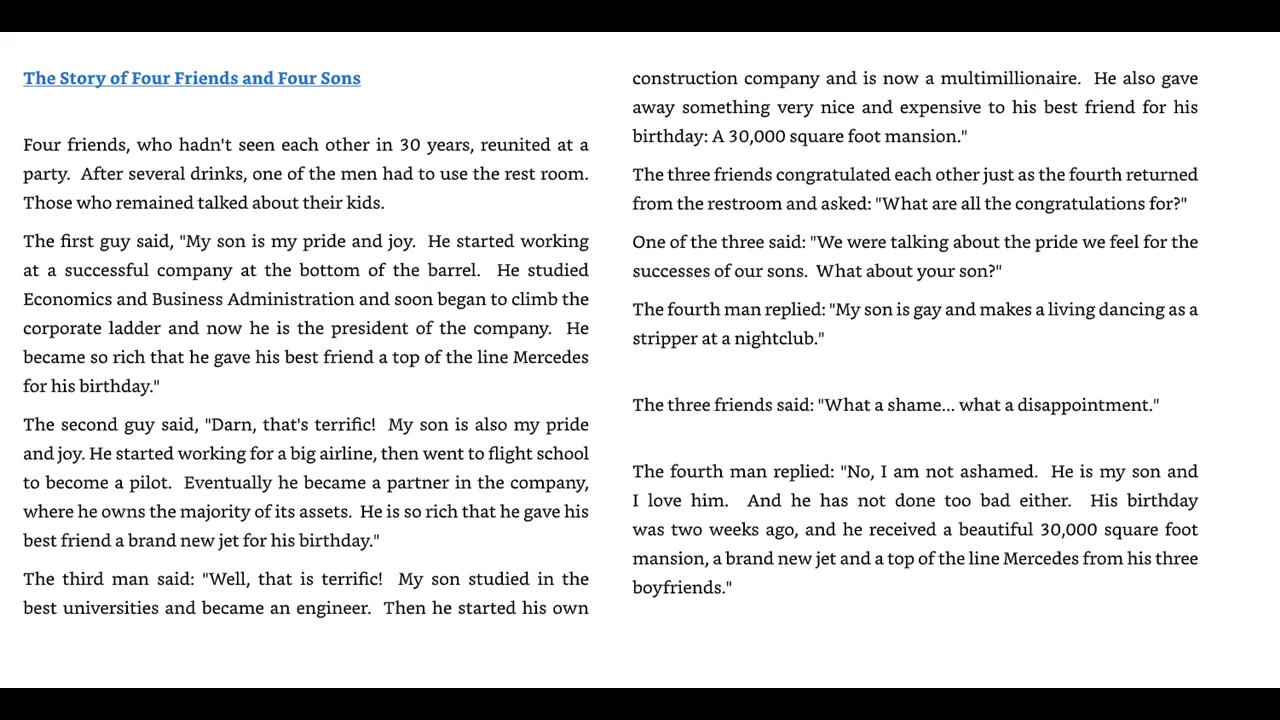 The Story of Four Friends and Four Sons
Four friends, who hadn't seen each other in 30 years, reunited at a
party.  After several drinks, one of the men had to use the rest room.
Those who remained talked about their kids.
The first guy said, "My son is my pride and joy.  He started working
at a successful company at the bottom of the barrel.  He studied
Economics and Business Administration and soon began to climb the
corporate ladder and now he is the president of the company.  He
became so rich that he gave his best friend a top of the line Mercedes
for his birthday."
The second guy said, "Darn, that's terrific!  My son is also my pride
and joy. He started working for a big airline, then went to flight school
to become a pilot.  Eventually he became a partner in the company,
where he owns the majority of its assets.  He is so rich that he gave his
best friend a brand new jet for his birthday."
The third man said: "Well, that is terrific!  My son studied in the
best universities and became an engineer.  Then he started his own
construction company and is now a multimillionaire.  He also gave
away something very nice and expensive to his best friend for his
birthday: A 30,000 square foot mansion."
The three friends congratulated each other just as the fourth returned
from the restroom and asked: "What are all the congratulations for?"
One of the three said: "We were talking about the pride we feel for the
successes of our sons.  What about your son?"
The fourth man replied: "My son is gay and makes a living dancing as a
stripper at a nightclub."
The three friends said: "What a shame... what a disappointment."
The fourth man replied: "No, I am not ashamed.  He is my son and
I love him.  And he has not done too bad either.  His birthday
was two weeks ago, and he received a beautiful 30,000 square foot
mansion, a brand new jet and a top of the line Mercedes from his three
boyfriends."